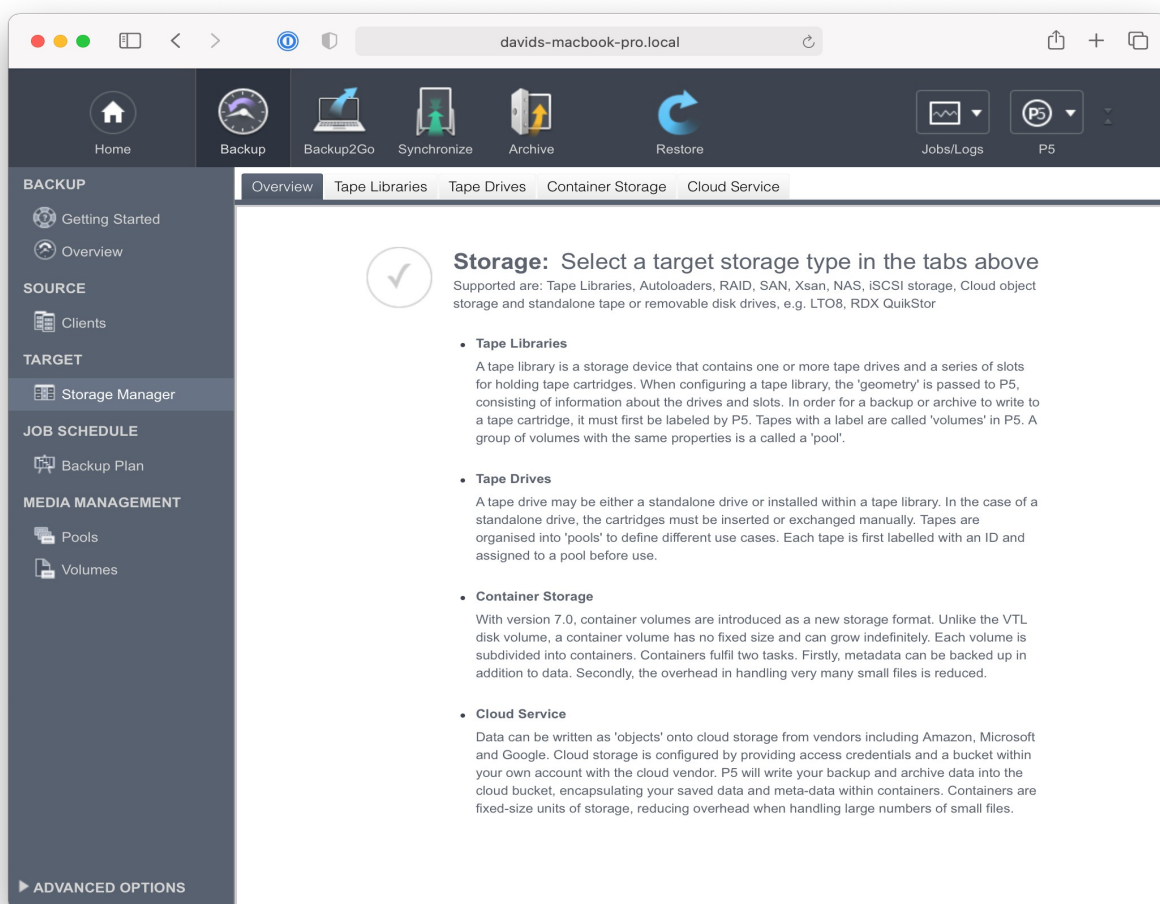 davids-macbook-pro.local
Home
Backup
Backup2Go
Synchronize
Archive
Restore
Jobs/Logs
P5
P5
BACKUP
Getting Started
Overview
SOURCE
Clients
TARGET
Storage Manager
JOB SCHEDULE
Backup Plan
MEDIA MANAGEMENT
Pools
Volumes
ADVANCED OPTIONS
Overview
Tape Libraries
Tape Drives
Container Storage
Cloud Service
Storage: Select a target storage type in the tabs above
Supported are: Tape Libraries, Autoloaders, RAID, SAN, Xsan, NAS, iSCSI storage, Cloud object
storage and standalone tape or removable disk drives, e.g. LTO8, RDX QuikStor
• Tape Libraries
A tape library is a storage device that contains one or more tape drives and a series of slots
for holding tape cartridges. When configuring a tape library, the 'geometry' is passed to P5,
consisting of information about the drives and slots. In order for a backup or archive to write to
a tape cartridge, it must first be labeled by P5. Tapes with a label are called 'volumes' in P5. A
group of volumes with the same properties is a called a 'pool'.
• Tape Drives
A tape drive may be either a standalone drive or installed within a tape library. In the case of a
standalone drive, the cartridges must be inserted or exchanged manually. Tapes are
organised into 'pools' to define different use cases. Each tape is first labelled with an ID and
assigned to a pool before use.
• Container Storage
With version 7.0, container volumes are introduced as a new storage format. Unlike the VTL
disk volume, a container volume has no fixed size and can grow indefinitely. Each volume is
subdivided into containers. Containers fulfil two tasks. Firstly, metadata can be backed up in
addition to data. Secondly, the overhead in handling very many small files is reduced.
• Cloud Service
Data can be written as 'objects' onto cloud storage from vendors including Amazon, Microsoft
and Google. Cloud storage is configured by providing access credentials and a bucket within
your own account with the cloud vendor. P5 will write your backup and archive data into the
cloud bucket, encapsulating your saved data and meta-data within containers. Containers are
fixed-size units of storage, reducing overhead when handling large numbers of small files.